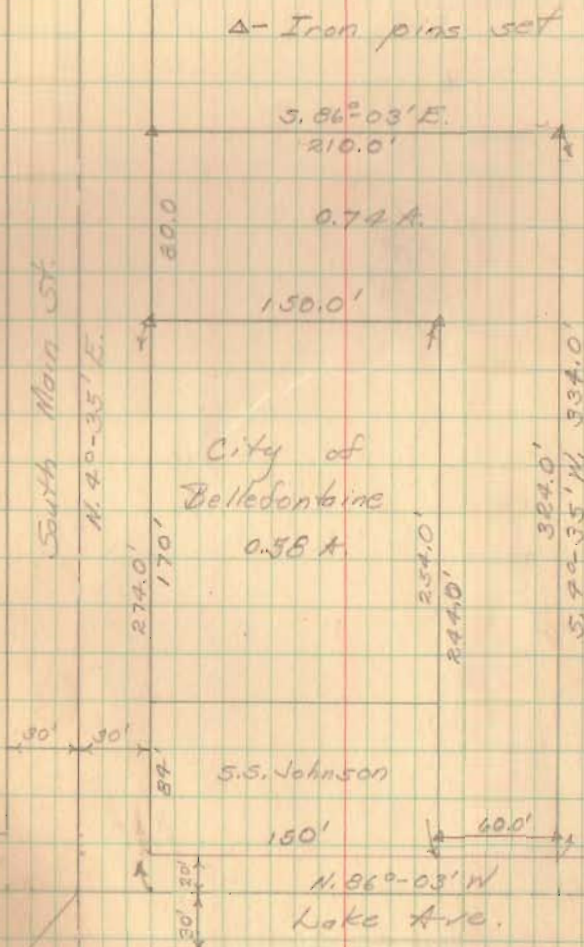 Δ- Iron pins set
S. 86°-03' E.
210.0'
80.0
0.74 A.
150.0'
South Main St.
N. 4°-35' E.
City of
Bellefontaine
0.58 A.
274.0'
170'
254.0'
244.0'
324.0'
S. 4°-35' W. 334.0'
30'
30'
84'
S.S. Johnson
150'
60.0'
20'
N. 86°-03' W
30'
Lake Ave.